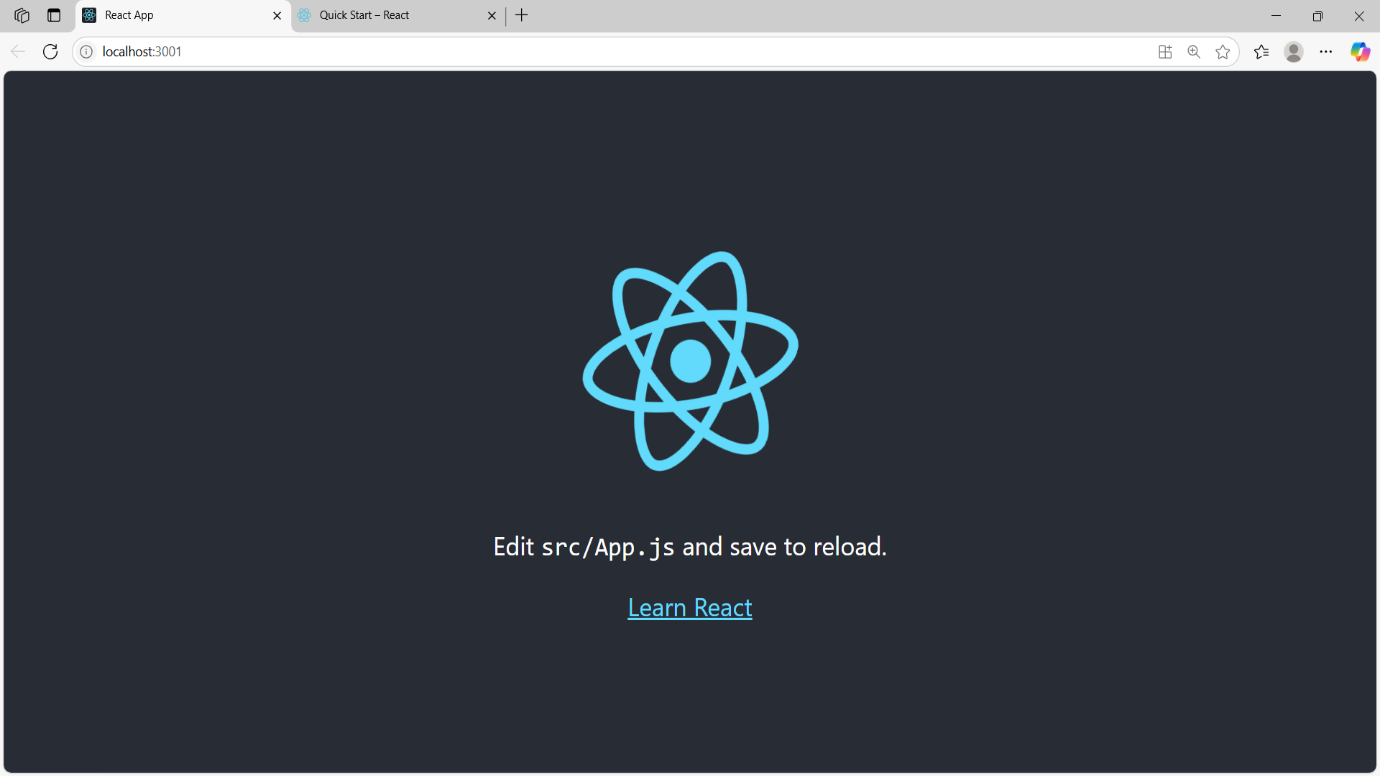 React App
Quick Start – React
localhost:3001
Edit src/App.js and save to reload.
Learn React